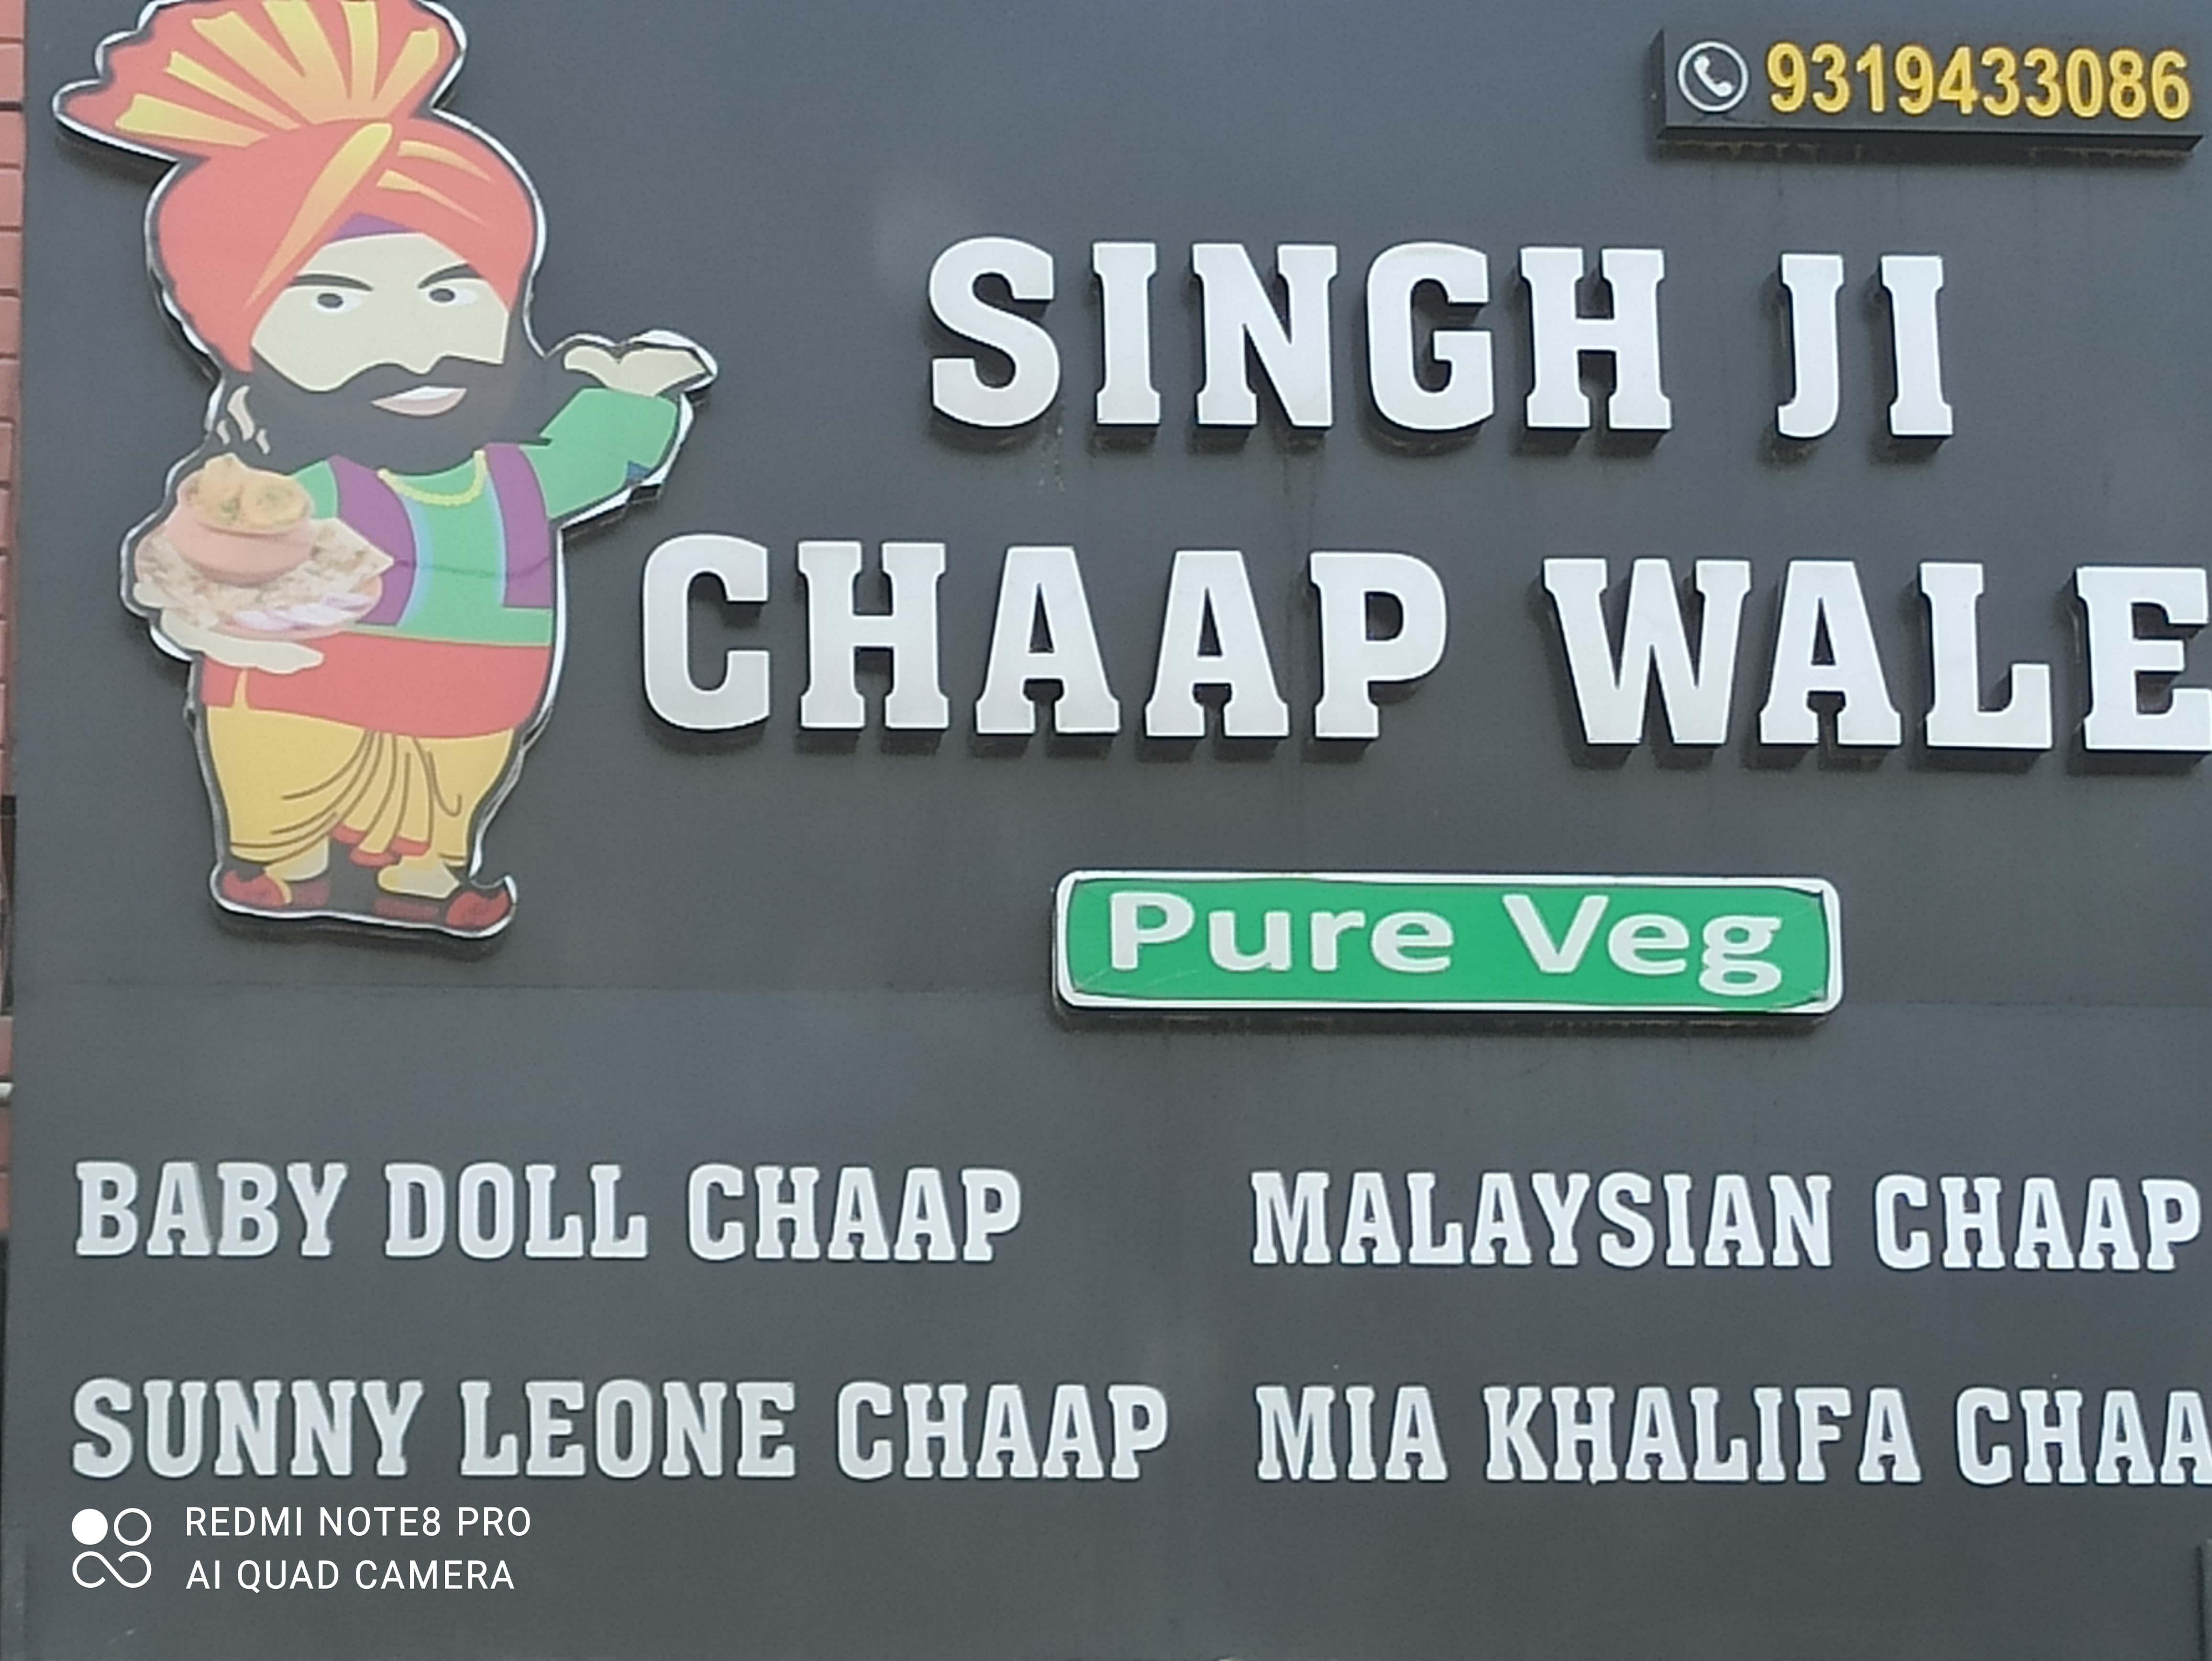 9319433086
SINGH JI
CHAAP WALE
Pure Veg
BABY DOLL CHAAP
MALAYSIAN CHAAP
SUNNY LEONE CHAAP
MIA KHALIFA CHAA
REDMI NOTE8 PRO
AI QUAD CAMERA